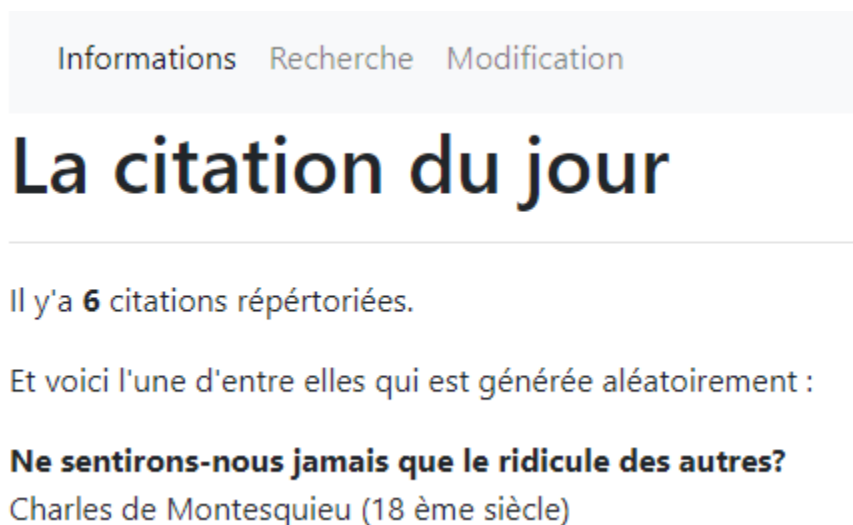 Informations Recherche Modification
La citation du jour
Il y'a 6 citations répértoriées.
Et voici l'une d'entre elles qui est générée aléatoirement :
Ne sentirons-nous jamais que le ridicule des autres?
Charles de Montesquieu (18 ème siècle)